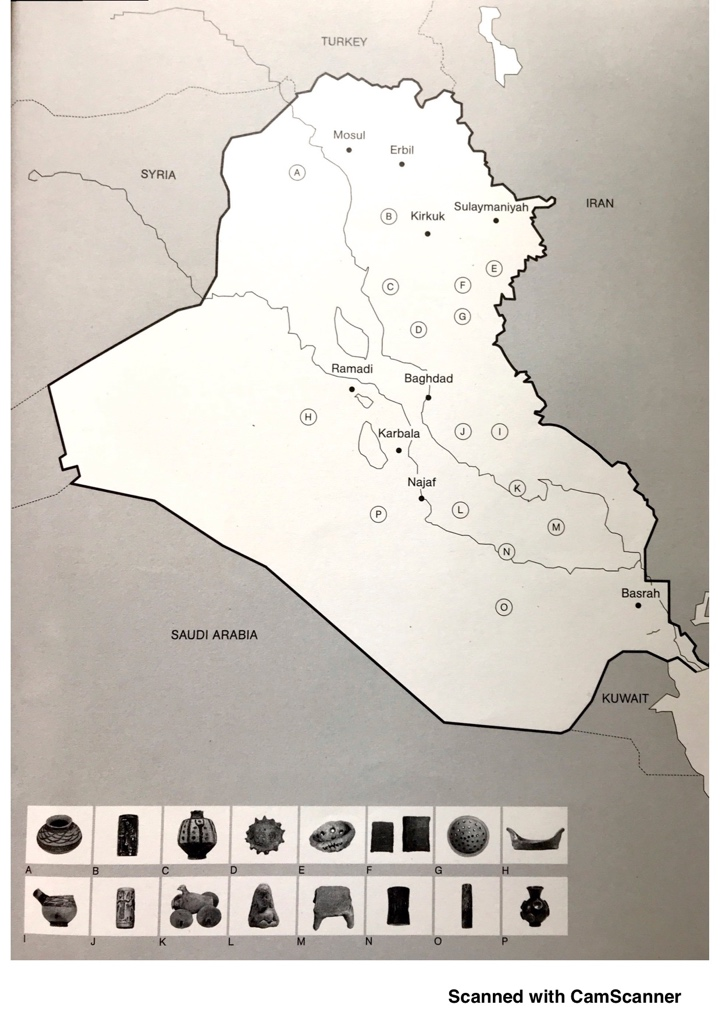 TURKEY
Mosul
Erbil
SYRIA
A
IRAN
Sulaymaniyah
B
Kirkuk
E
C
F
G
D
Ramadi
Baghdad
H
Karbala
J
I
Najaf
K
P
L
M
N
Basrah
O
SAUDI ARABIA
KUWAIT
A B C D E F G H
I J K L M N O P
Scanned with CamScanner